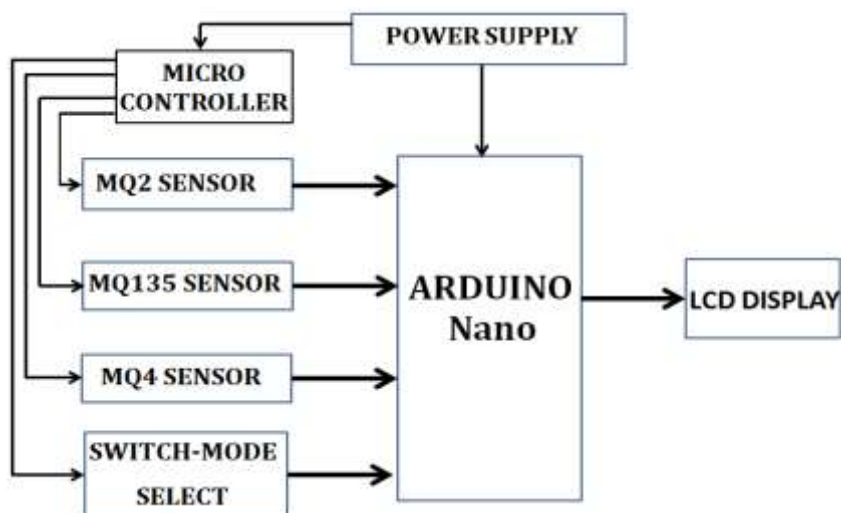 POWER SUPPLY
MICRO
CONTROLLER
MQ2 SENSOR
MQ135 SENSOR
MQ4 SENSOR
SWITCH-MODE
SELECT
ARDUINO
Nano
LCD DISPLAY